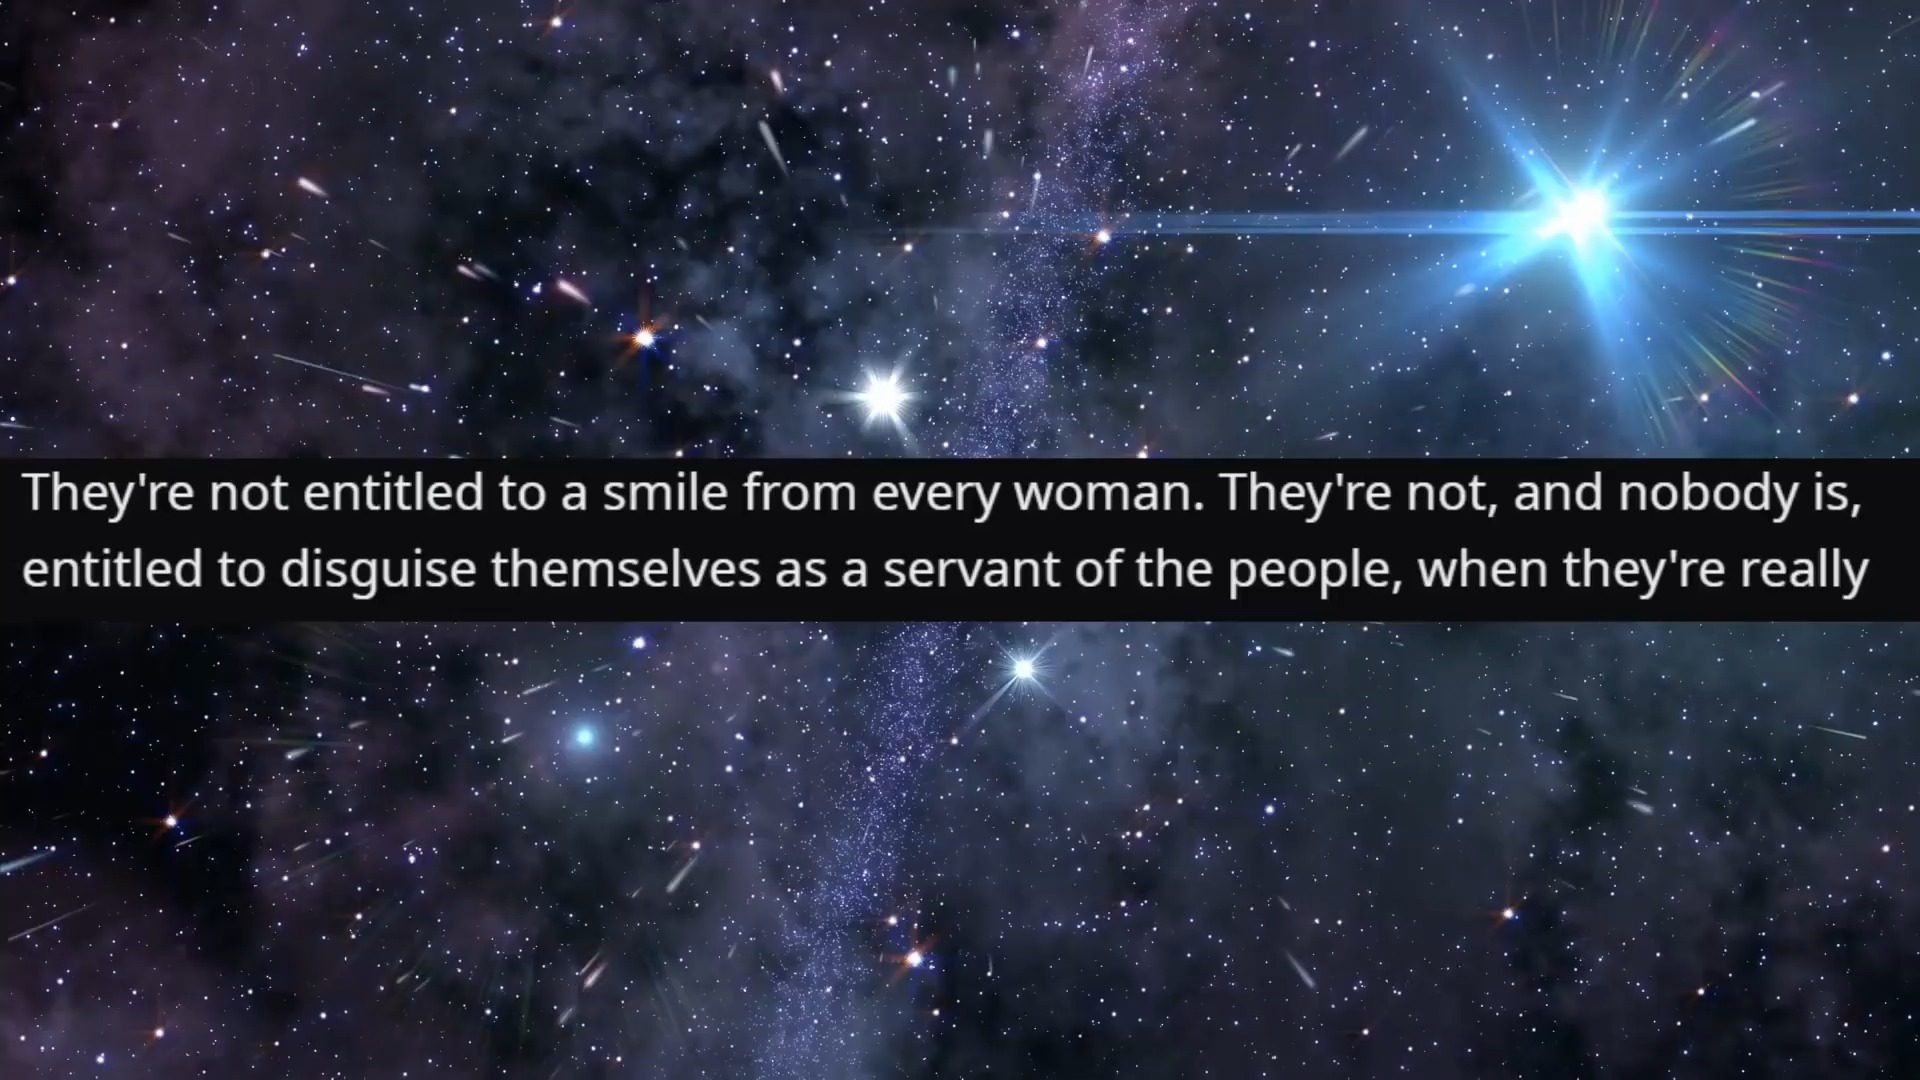 They're not entitled to a smile from every woman. They're not, and nobody is,
entitled to disguise themselves as a servant of the people, when they're really